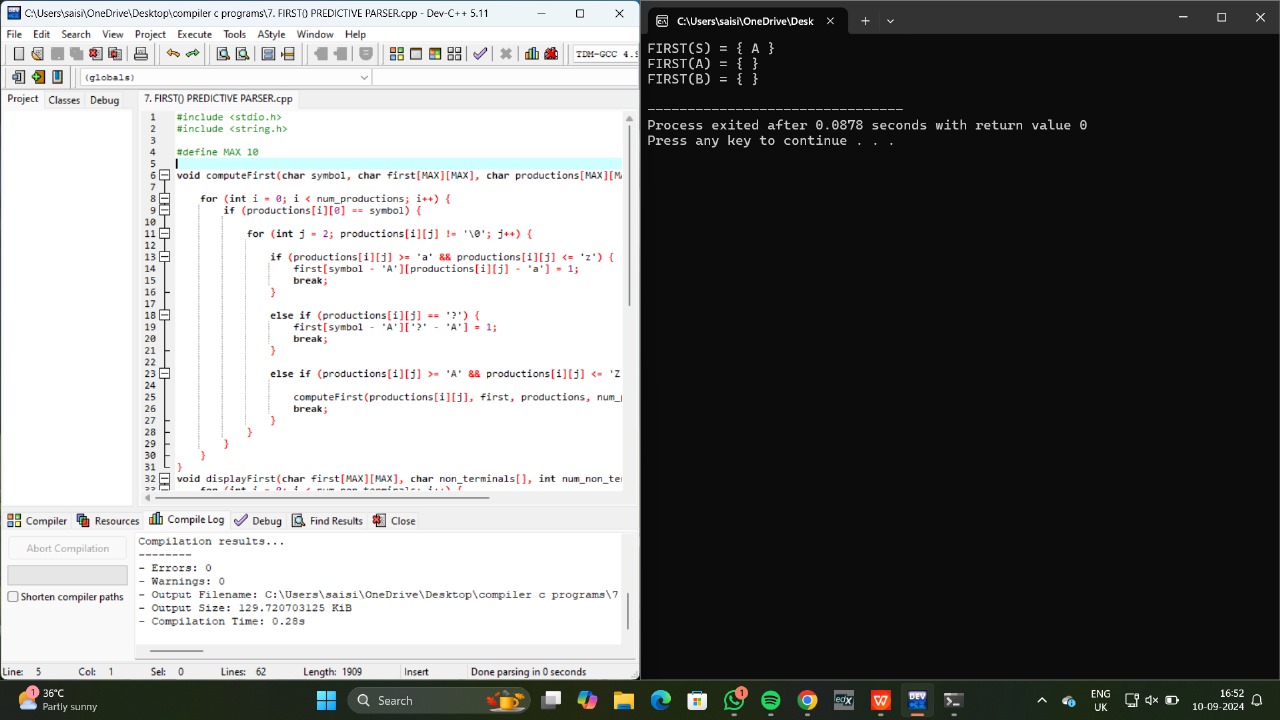 C:\Users\saisi\OneDrive\Desktop\compiler c programs\7. FIRST() PREDICTIVE PARSER.cpp - Dev-C++ 5.11
File Edit Search View Project Execute Tools AStyle Window Help
TDM-GCC 4.9
(globals)
Project Classes Debug
7. FIRST() PREDICTIVE PARSER.cpp
1 #include <stdio.h>
2 #include <string.h>
3
4 #define MAX 10
5
6 void computeFirst(char symbol, char first[MAX][MAX], char productions[MAX][MA
7
8 for (int i = 0; i < num_productions; i++) {
9 if (productions[i][0] == symbol) {
10
11 for (int j = 2; productions[i][j] != '\0'; j++) {
12
13 if (productions[i][j] >= 'a' && productions[i][j] <= 'z') {
14 first[symbol - 'A'][productions[i][j] - 'a'] = 1;
15 break;
16 }
17
18 else if (productions[i][j] == '?') {
19 first[symbol - 'A']['?' - 'A'] = 1;
20 break;
21 }
22
23 else if (productions[i][j] >= 'A' && productions[i][j] <= 'Z
24
25 computeFirst(productions[i][j], first, productions, num_
26 break;
27 }
28 }
29 }
30 }
31 }
32 void displayFirst(char first[MAX][MAX], char non_terminals[], int num_non_te
33 for (int i = 0; i < num_non_terminals; i++) {
Compiler Resources Compile Log Debug Find Results Close
Abort Compilation
Shorten compiler paths
Compilation results...
--------
- Errors: 0
- Warnings: 0
- Output Filename: C:\Users\saisi\OneDrive\Desktop\compiler c programs\7
- Output Size: 129.720703125 KiB
- Compilation Time: 0.28s
Line: 5 Col: 1 Sel: 0 Lines: 62 Length: 1909 Insert Done parsing in 0 seconds
C:\Users\saisi\OneDrive\Desk
FIRST(S) = { A }
FIRST(A) = { }
FIRST(B) = { }
--------------------------------
Process exited after 0.0878 seconds with return value 0
Press any key to continue . . .
1
36°C
Partly sunny
Search
1
edX
W
DEV
ENG
UK
16:52
10-09-2024